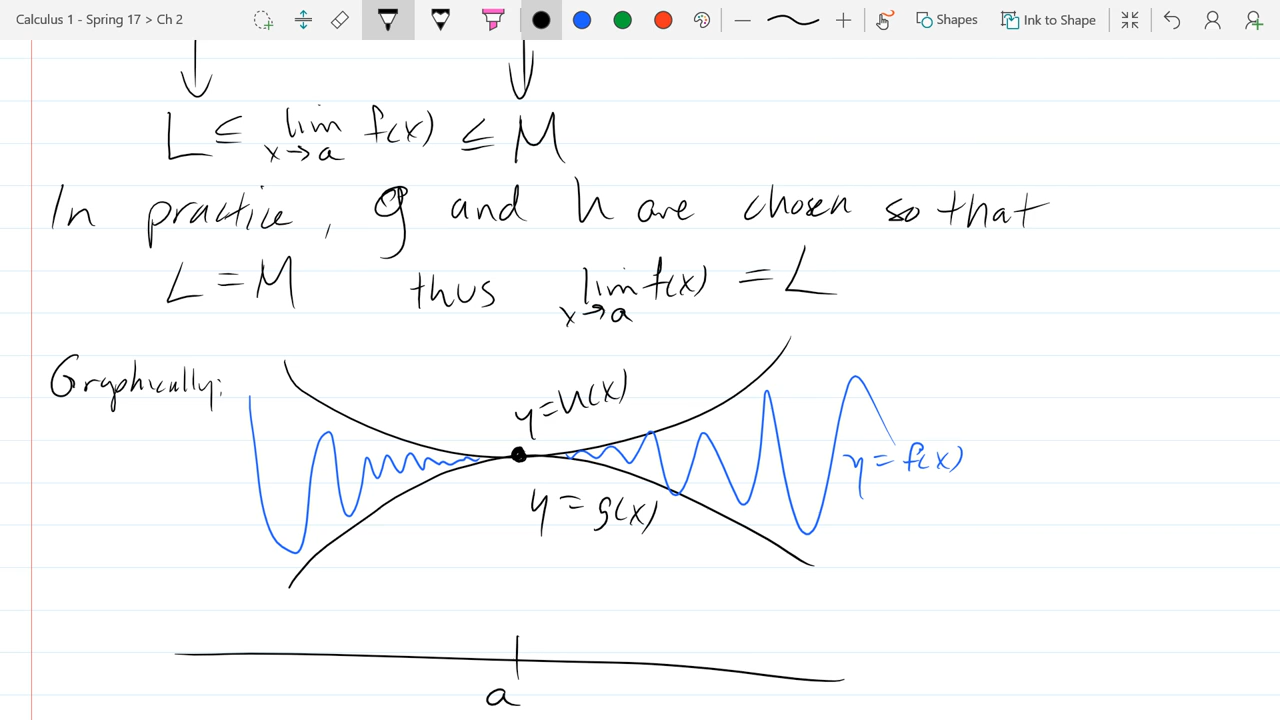 Calculus 1 - Spring 17 > Ch 2
Shapes
Ink to Shape
L ≤ lim x→a f(x) ≤ M
In practice, g and h are chosen so that
L = M thus lim x→a f(x) = L
Graphically:
y = h(x)
y = f(x)
y = g(x)
a